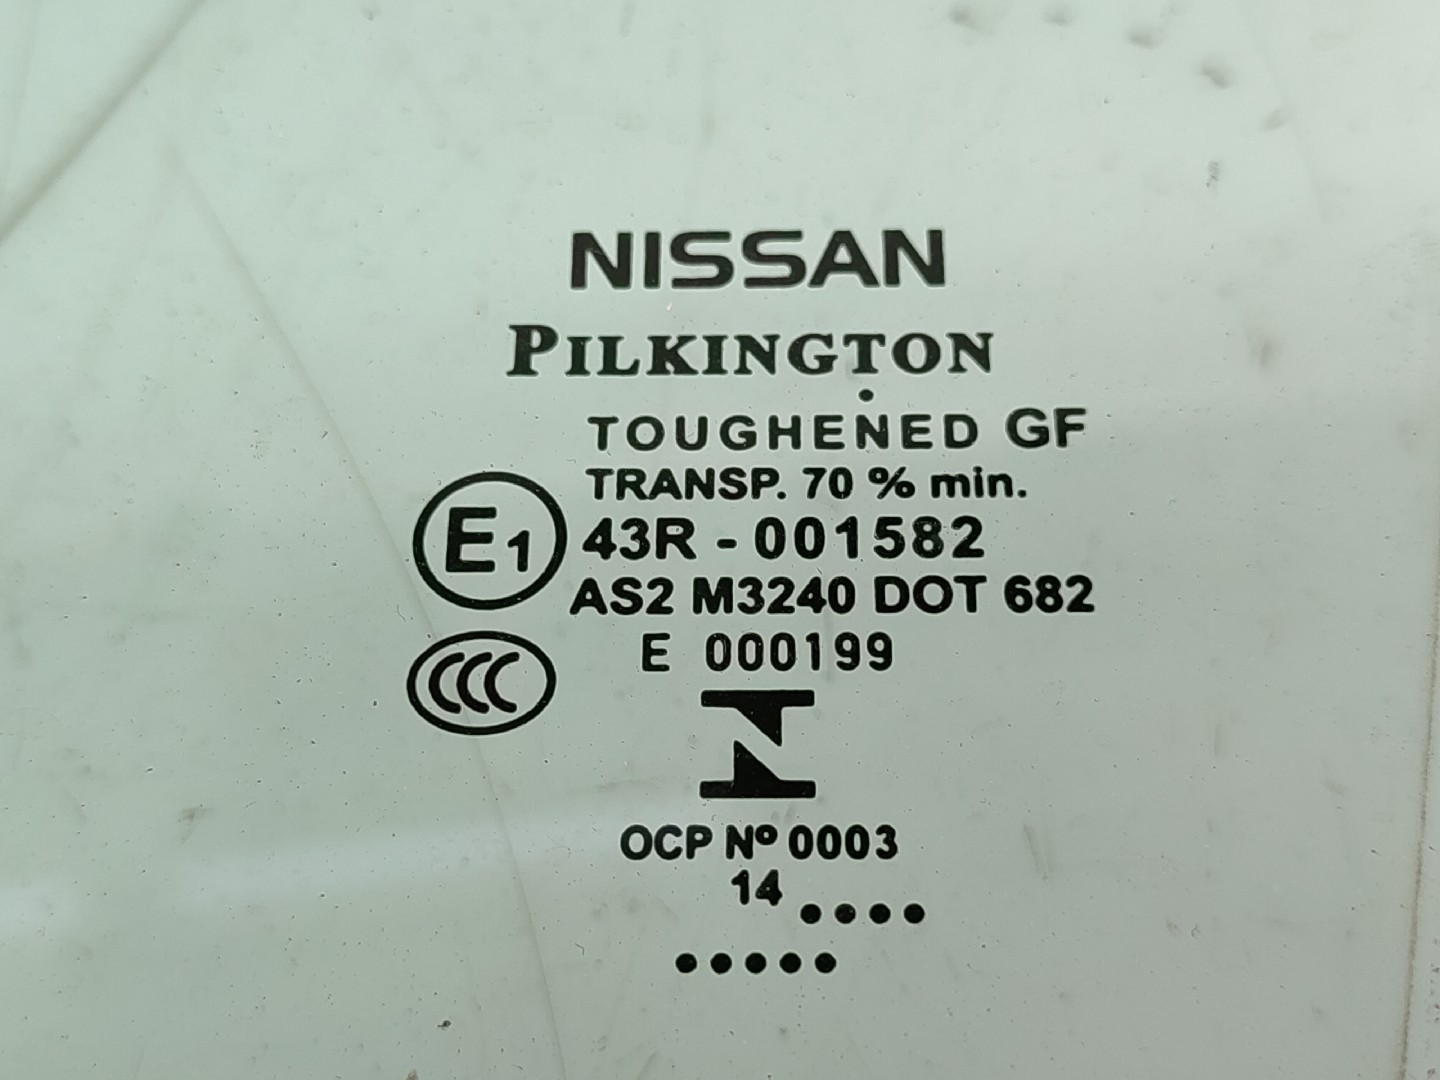 NISSAN
PILKINGTON
TOUGHENED GF
TRANSP. 70 % min.
E1 43R - 001582
AS2 M3240 DOT 682
E 000199
CCC
OCP Nº 0003
14